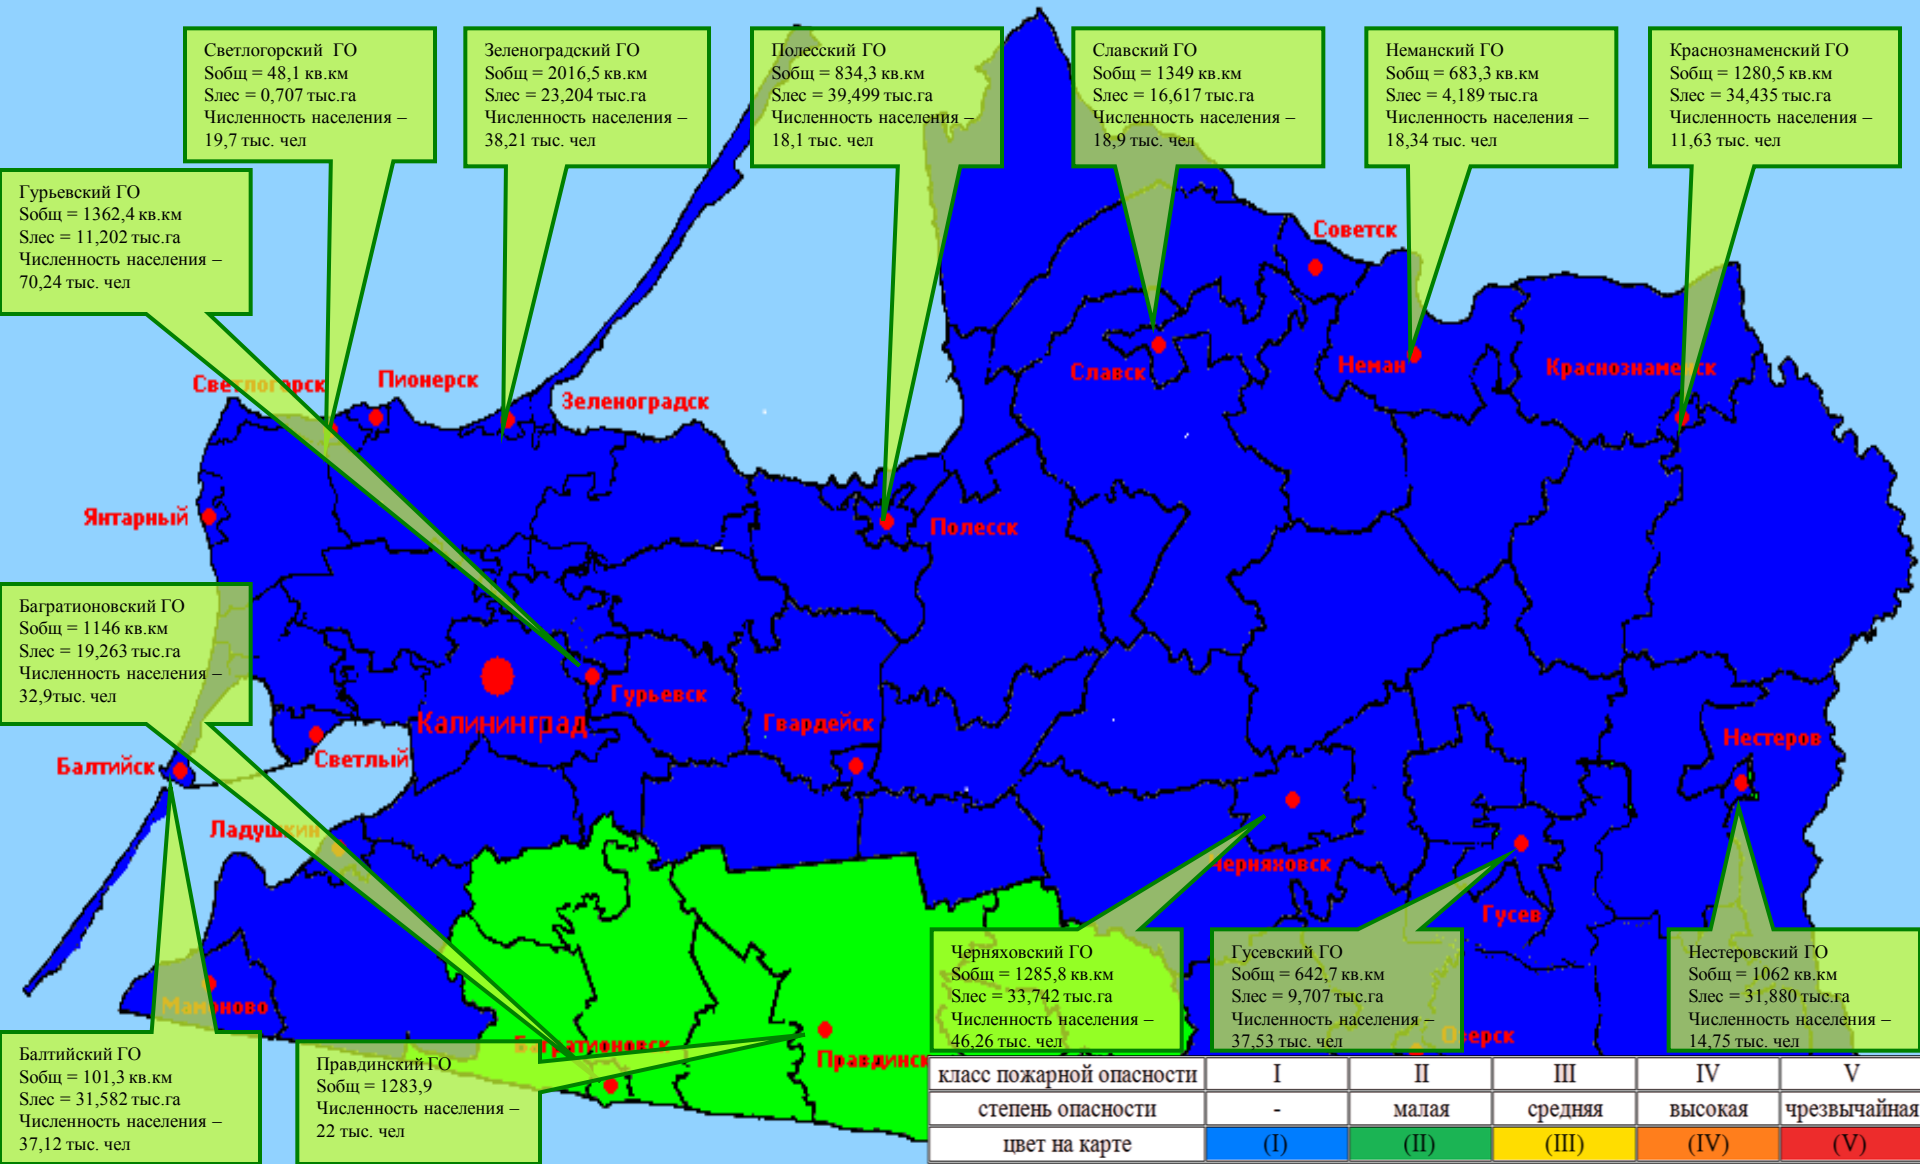 Светлогорский ГО
Sобщ = 48,1 кв.км
Sлес = 0,707 тыс.га
Численность населения –
19,7 тыс. чел
Зеленоградский ГО
Sобщ = 2016,5 кв.км
Sлес = 23,204 тыс.га
Численность населения –
38,21 тыс. чел
Полесский ГО
Sобщ = 834,3 кв.км
Sлес = 39,499 тыс.га
Численность населения –
18,1 тыс. чел
Славский ГО
Sобщ = 1349 кв.км
Sлес = 16,617 тыс.га
Численность населения –
18,9 тыс. чел
Неманский ГО
Sобщ = 683,3 кв.км
Sлес = 4,189 тыс.га
Численность населения –
18,34 тыс. чел
Краснознаменский ГО
Sобщ = 1280,5 кв.км
Sлес = 34,435 тыс.га
Численность населения –
11,63 тыс. чел
Гурьевский ГО
Sобщ = 1362,4 кв.км
Sлес = 11,202 тыс.га
Численность населения –
70,24 тыс. чел
Советск
Славск
Неман
Краснознаменск
Светлогорск
Пионерск
Зеленоградск
Янтарный
Полесск
Багратионовский ГО
Sобщ = 1146 кв.км
Sлес = 19,263 тыс.га
Численность населения –
32,9тыс. чел
Гурьевск
Калининград
Гвардейск
Нестеров
Светлый
Балтийск
Ладушкин
Черняховск
Гусев
Мамоново
Багратионовск
Правдинск
Озерск
Черняховский ГО
Sобщ = 1285,8 кв.км
Sлес = 33,742 тыс.га
Численность населения –
46,26 тыс. чел
Гусевский ГО
Sобщ = 642,7 кв.км
Sлес = 9,707 тыс.га
Численность населения –
37,53 тыс. чел
Нестеровский ГО
Sобщ = 1062 кв.км
Sлес = 31,880 тыс.га
Численность населения –
14,75 тыс. чел
Балтийский ГО
Sобщ = 101,3 кв.км
Sлес = 31,582 тыс.га
Численность населения –
37,12 тыс. чел
Правдинский ГО
Sобщ = 1283,9
Численность населения –
22 тыс. чел
класс пожарной опасности I II III IV V
степень опасности - малая средняя высокая чрезвычайная
цвет на карте (I) (II) (III) (IV) (V)